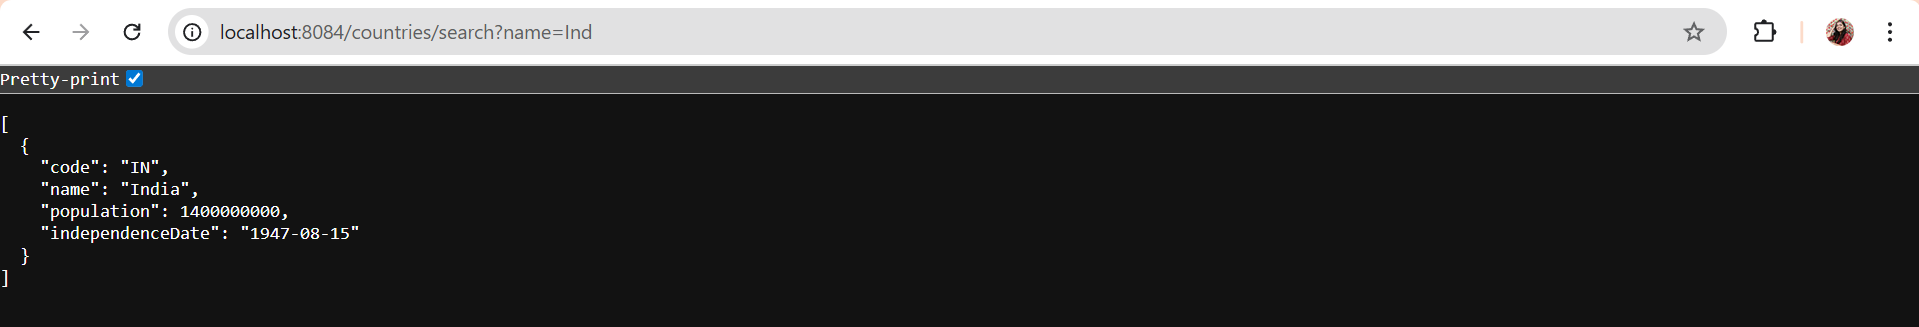 localhost:8084/countries/search?name=Ind
Pretty-print
[
  {
    "code": "IN",
    "name": "India",
    "population": 1400000000,
    "independenceDate": "1947-08-15"
  }
]